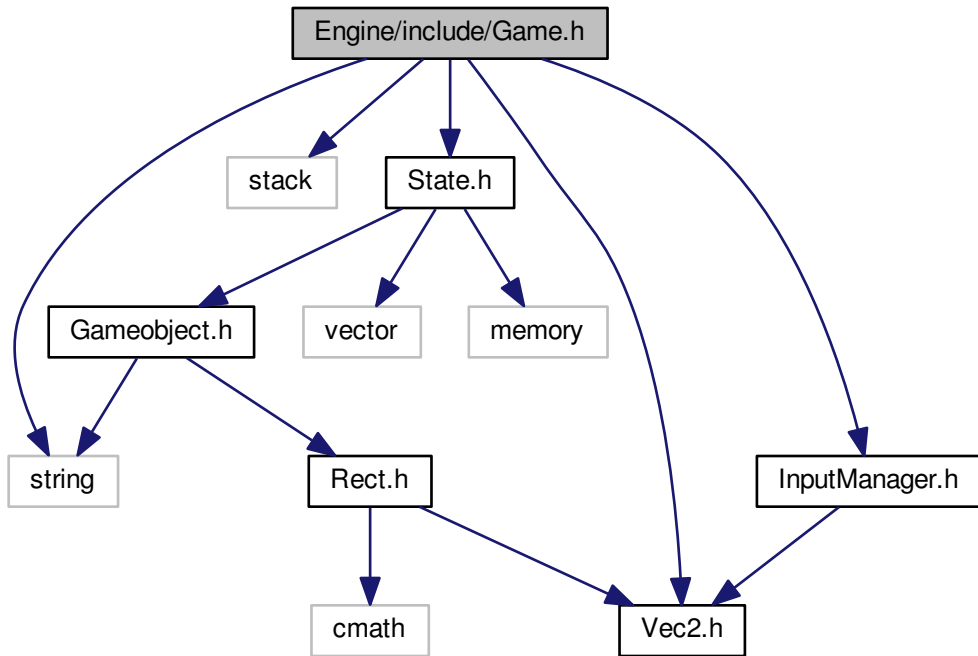 Engine/include/Game.h
stack
State.h
Gameobject.h
vector
memory
string
Rect.h
InputManager.h
cmath
Vec2.h